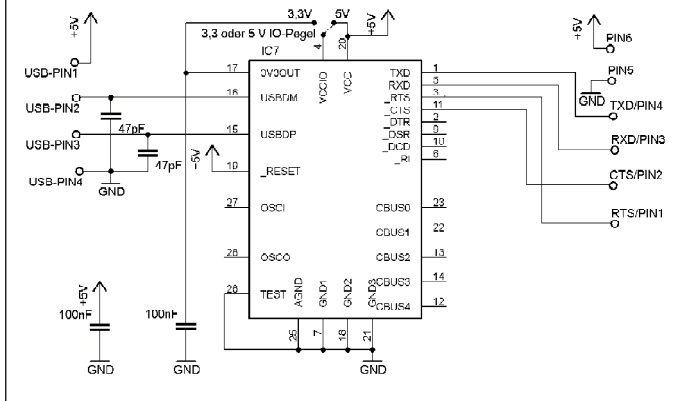 3,3V 5V
3,3 oder 5 V IO-Pegel
+5V
+5V
+5V
IC7
4
20
PIN6
USB-PIN1
17
3V3OUT
VCCIO
VCC
TXD
1
PIN5
RXD
5
GND
USB-PIN2
16
USBDM
_RTS
3
TXD/PIN4
_CTS
11
47pF
_DTR
2
USB-PIN3
15
USBDP
_DSR
9
RXD/PIN3
_DCD
10
47pF
+5V
_RI
6
USB-PIN4
19
_RESET
CTS/PIN2
GND
27
OSCI
CBUS0
23
RTS/PIN1
CBUS1
22
28
OSCO
CBUS2
13
+5V
26
TEST
AGND
GND1
GND2
GND3
CBUS3
14
100nF
100nF
CBUS4
12
25
7
18
21
GND
GND
GND